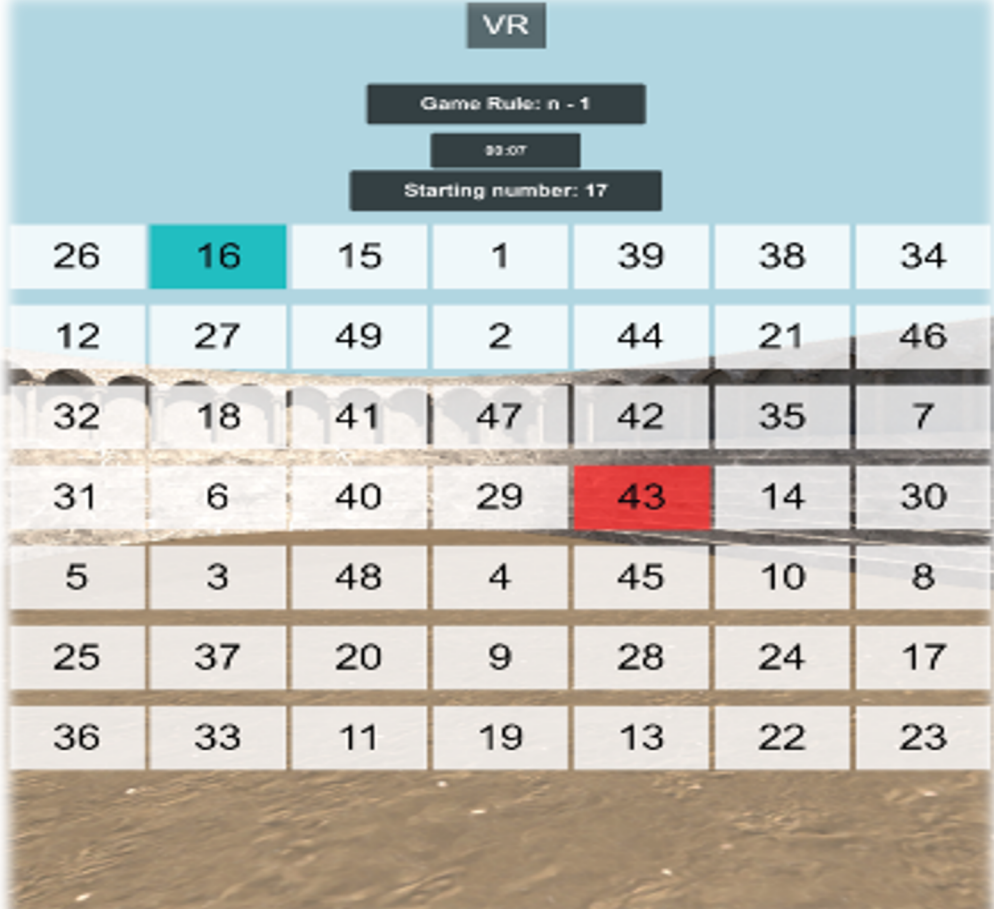 VR
Game Rule: n - 1
00:07
Starting number: 17
26 16 15 1 39 38 34
12 27 49 2 44 21 46
32 18 41 47 42 35 7
31 6 40 29 43 14 30
5 3 48 4 45 10 8
25 37 20 9 28 24 17
36 33 11 19 13 22 23